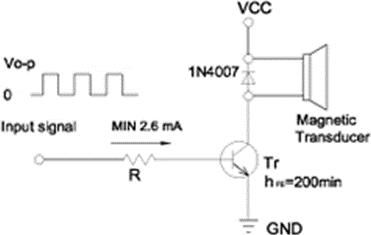 VCC
Vo-p
0
1N4007
Input signal
MIN 2.6 mA
Magnetic
Transducer
R
Tr
hFE=200min
GND